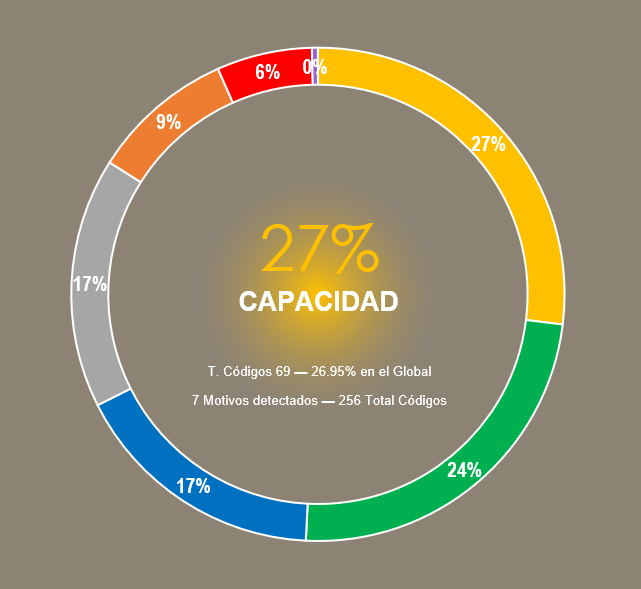 0%
6%
9%
27%
27%
CAPACIDAD
17%
T. Códigos 69 — 26.95% en el Global
7 Motivos detectados — 256 Total Códigos
24%
17%